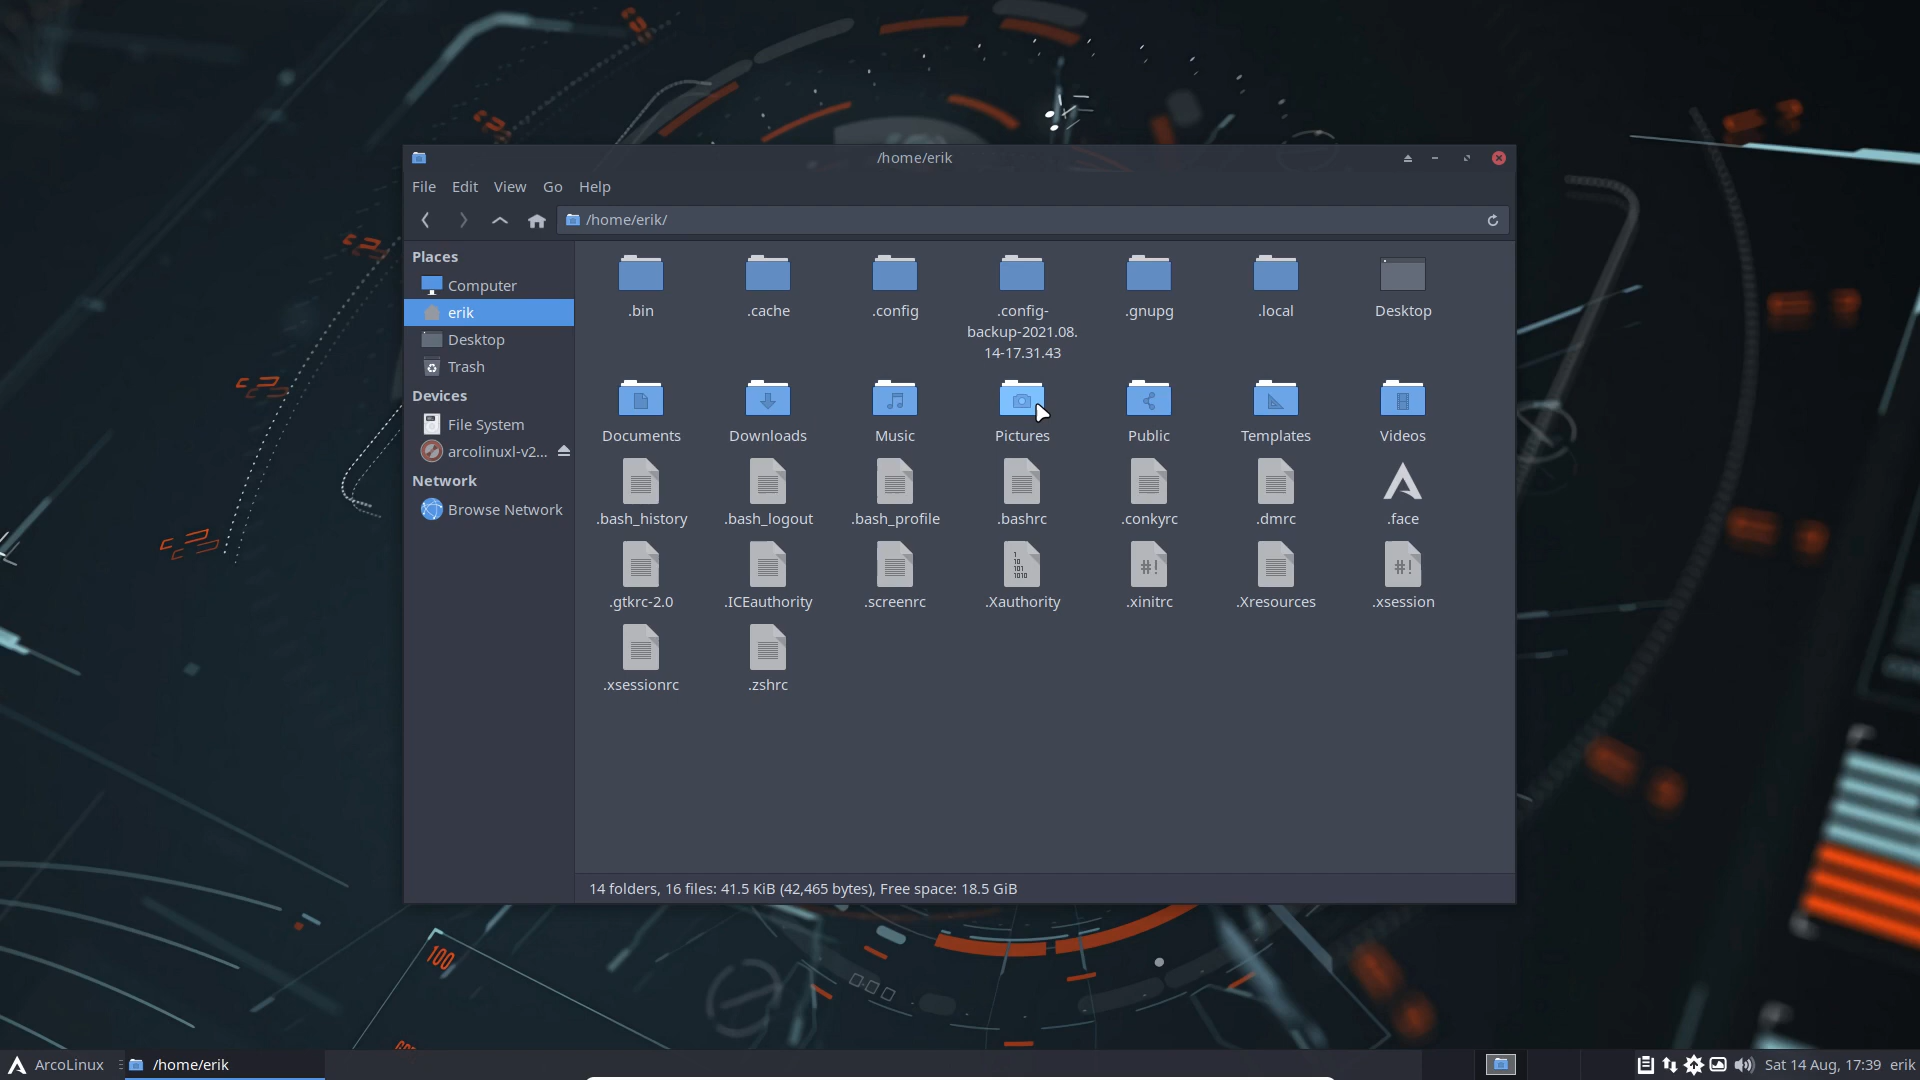 /home/erik
File Edit View Go Help
/home/erik/
Places
Computer
erik
Desktop
Trash
Devices
File System
arcolinuxl-v2...
Network
Browse Network
.bin .cache .config .config-backup-2021.08.14-17.31.43 .gnupg .local Desktop
Documents Downloads Music Pictures Public Templates Videos
.bash_history .bash_logout .bash_profile .bashrc .conkyrc .dmrc .face
.gtkrc-2.0 .ICEauthority .screenrc .Xauthority .xinitrc .Xresources .xsession
.xsessionrc .zshrc
14 folders, 16 files: 41.5 KiB (42,465 bytes), Free space: 18.5 GiB
100
ArcoLinux /home/erik Sat 14 Aug, 17:39 erik